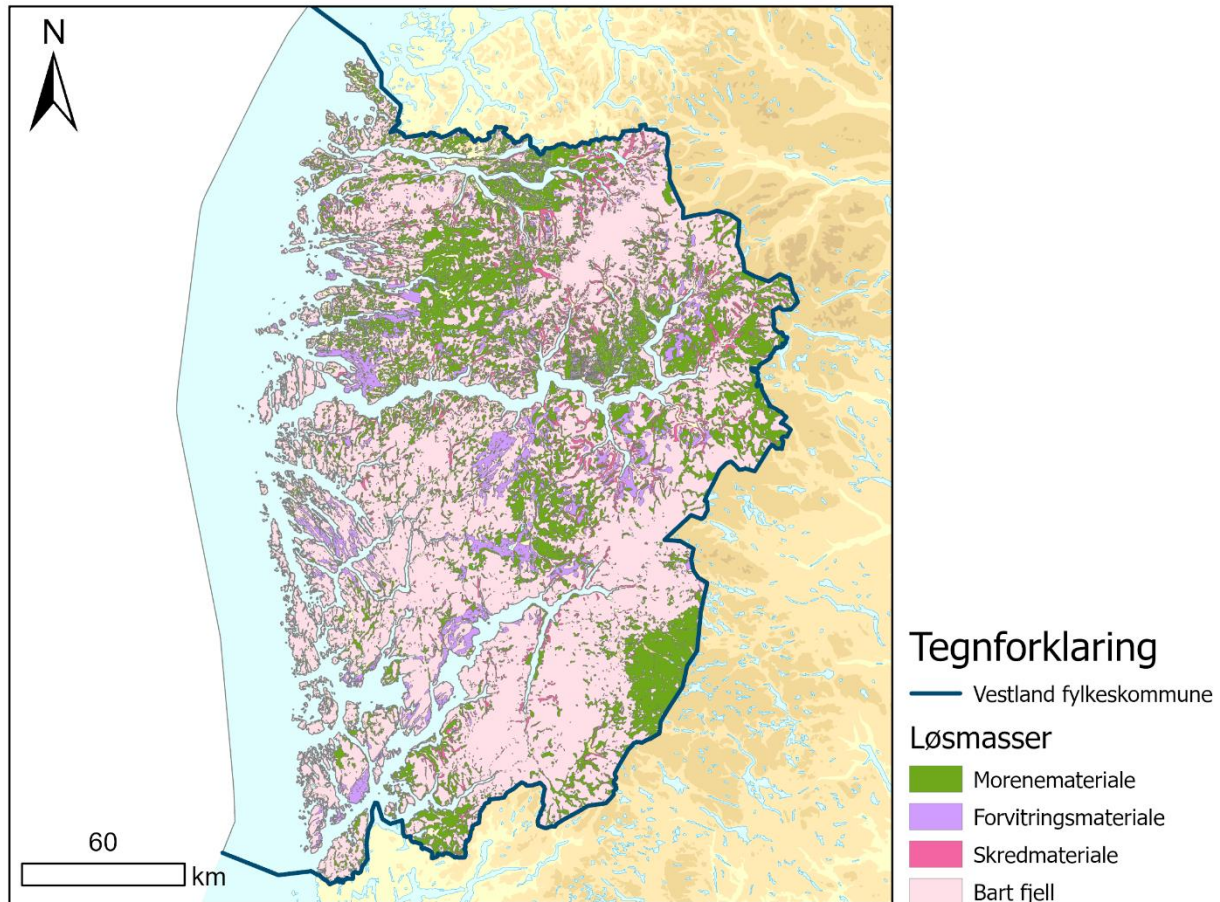 N
60
km
Tegnforklaring
Vestland fylkeskommune
Løsmasser
Morenemateriale
Forvitringsmateriale
Skredmateriale
Bart fjell